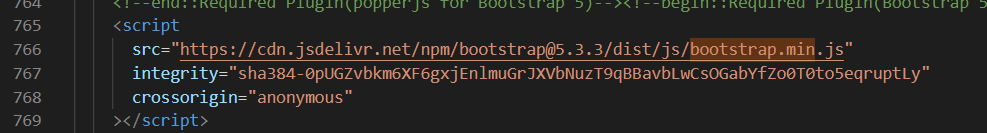 764 <!--end::Required Plugin(popperjs for Bootstrap 5)--><!--begin::Required Plugin(Bootstrap 5
765 <script
766 src="https://cdn.jsdelivr.net/npm/bootstrap@5.3.3/dist/js/bootstrap.min.js"
767 integrity="sha384-0pUGZvbkm6XF6gxjEnlmuGrJXVbNuzT9qBBavbLwCsOGabYfZo0T0to5eqruptLy"
768 crossorigin="anonymous"
769 ></script>